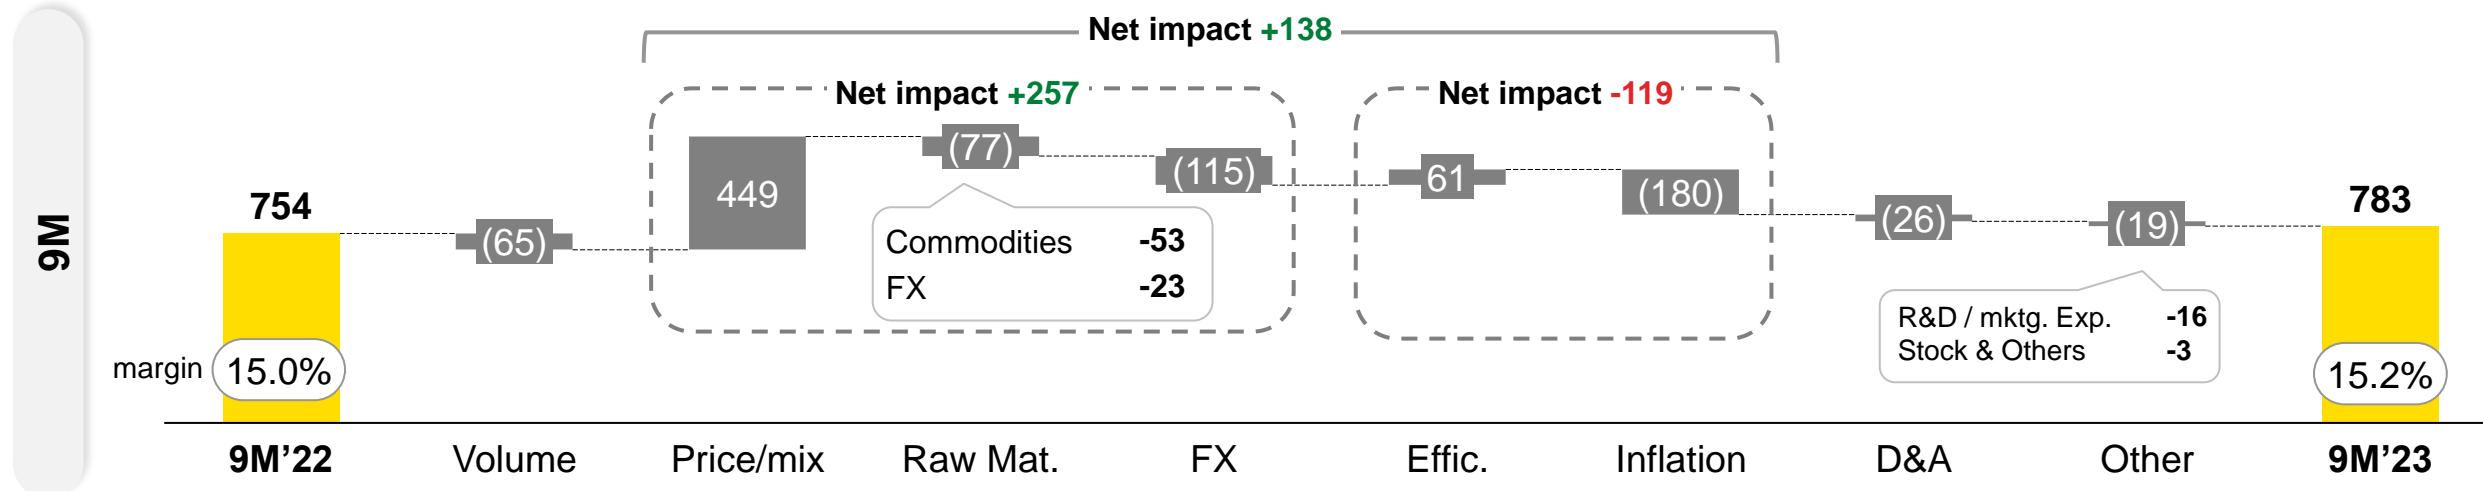 Net impact +138
Net impact +257
Net impact -119
9M
754
(65)
449
(77)
(115)
61
(180)
(26)
(19)
783
Commodities -53
FX -23
R&D / mktg. Exp. -16
Stock & Others -3
margin 15.0%
15.2%
9M’22 Volume Price/mix Raw Mat. FX Effic. Inflation D&A Other 9M’23